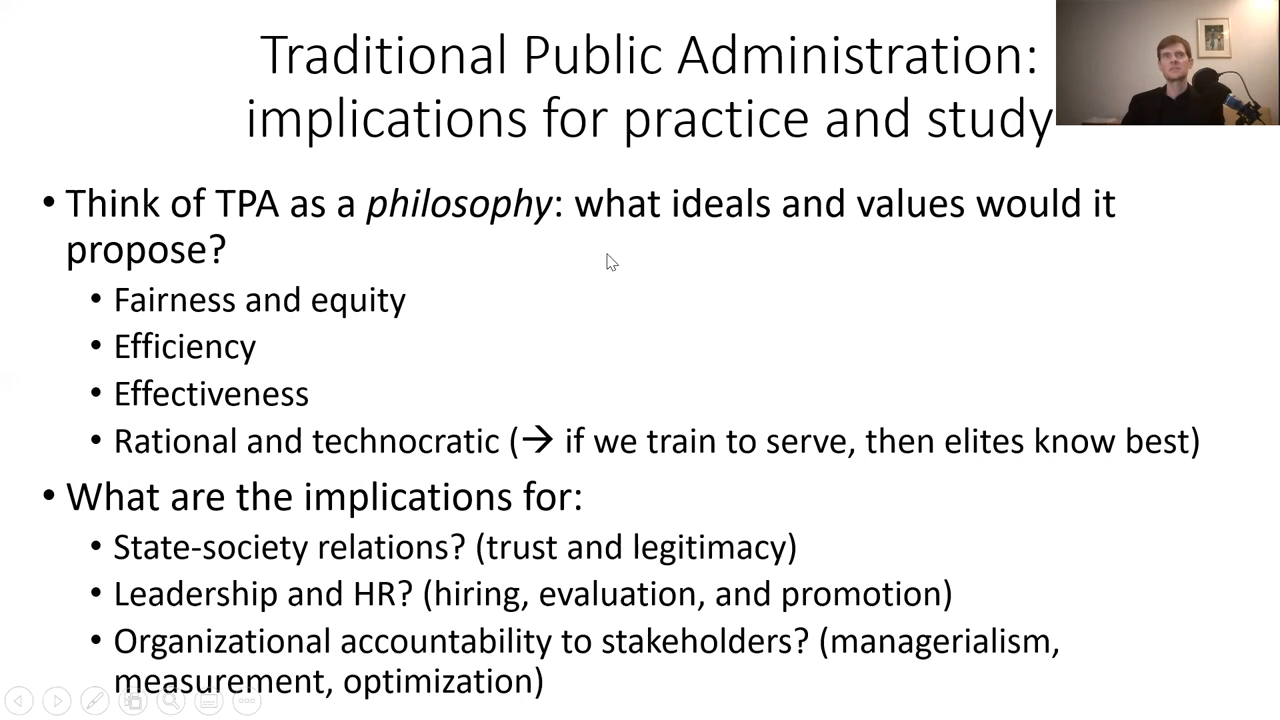 Traditional Public Administration:
implications for practice and study
• Think of TPA as a philosophy: what ideals and values would it
propose?
• Fairness and equity
• Efficiency
• Effectiveness
• Rational and technocratic (→ if we train to serve, then elites know best)
• What are the implications for:
• State-society relations? (trust and legitimacy)
• Leadership and HR? (hiring, evaluation, and promotion)
• Organizational accountability to stakeholders? (managerialism,
measurement, optimization)